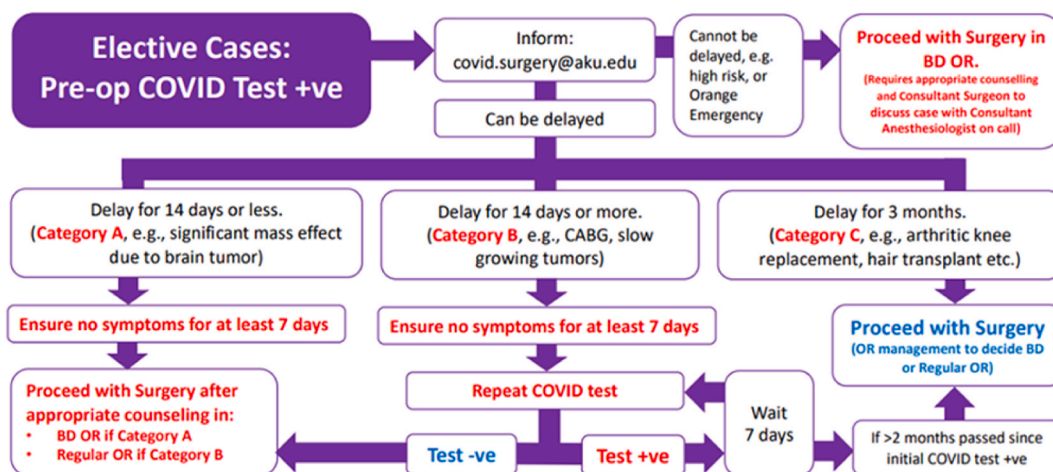 Elective Cases:
Pre-op COVID Test +ve
Inform:
covid.surgery@aku.edu
Cannot be
delayed, e.g.
high risk, or
Orange
Emergency
Proceed with Surgery in
BD OR.
(Requires appropriate counselling
and Consultant Surgeon to
discuss case with Consultant
Anesthesiologist on call)
Can be delayed
Delay for 14 days or less.
(Category A, e.g., significant mass effect
due to brain tumor)
Delay for 14 days or more.
(Category B, e.g., CABG, slow
growing tumors)
Delay for 3 months.
(Category C, e.g., arthritic knee
replacement, hair transplant etc.)
Ensure no symptoms for at least 7 days
Ensure no symptoms for at least 7 days
Proceed with Surgery
(OR management to decide BD
or Regular OR)
Proceed with Surgery after
appropriate counseling in:
• BD OR if Category A
• Regular OR if Category B
Repeat COVID test
Wait
7 days
Test -ve
Test +ve
If >2 months passed since
initial COVID test +ve